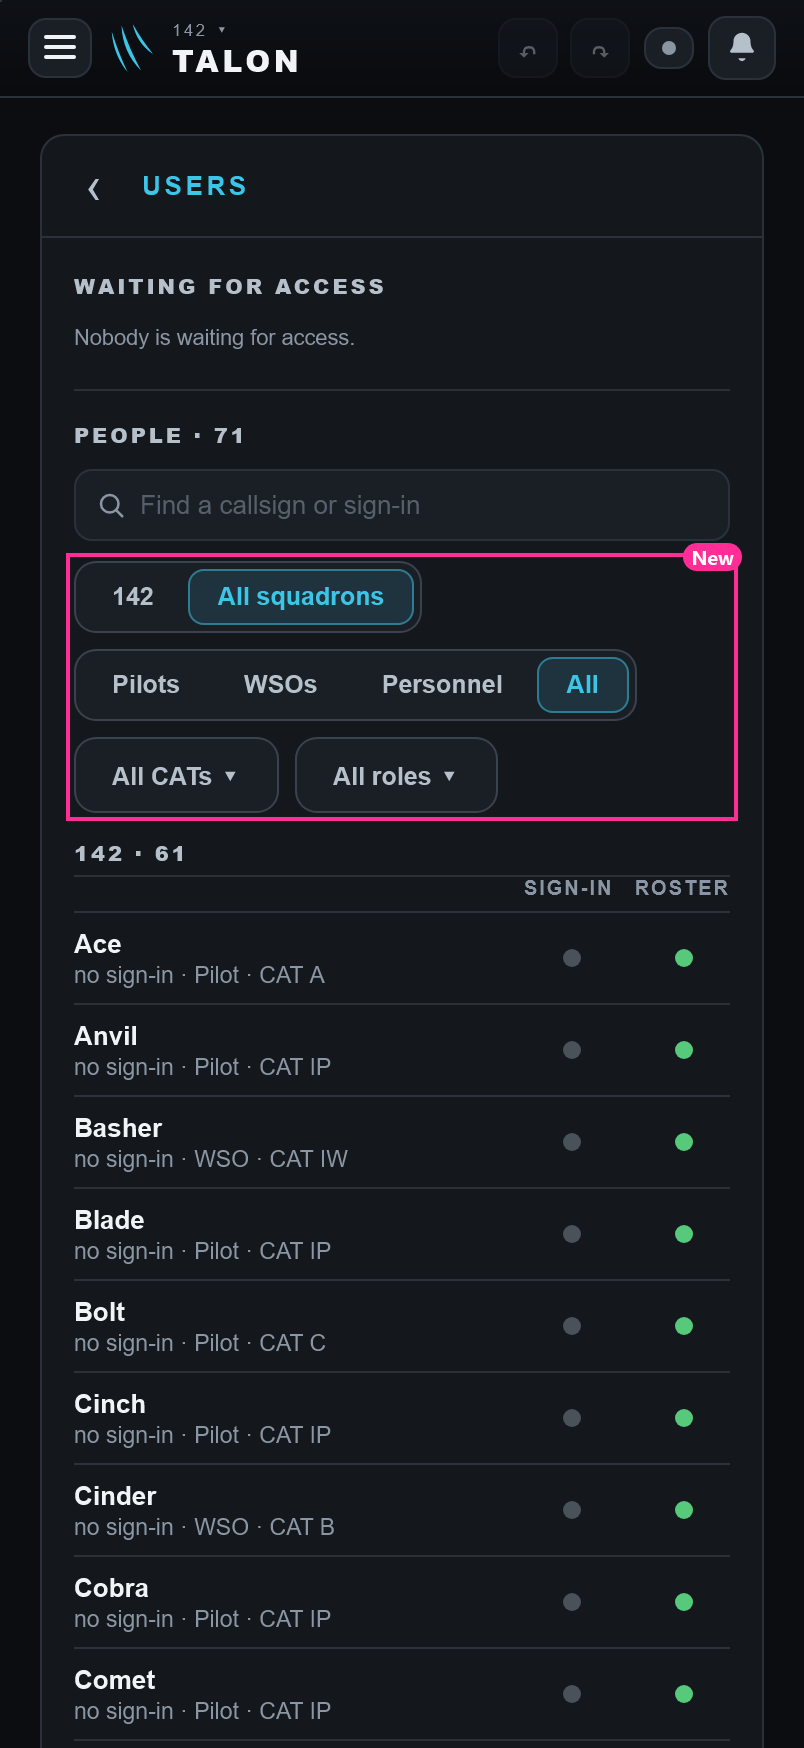 142 ▾
TALON
USERS
WAITING FOR ACCESS
Nobody is waiting for access.
PEOPLE · 71
Find a callsign or sign-in
New
142 All squadrons
Pilots WSOs Personnel All
All CATs ▾ All roles ▾
142 · 61
SIGN-IN ROSTER
Ace
no sign-in · Pilot · CAT A
Anvil
no sign-in · Pilot · CAT IP
Basher
no sign-in · WSO · CAT IW
Blade
no sign-in · Pilot · CAT IP
Bolt
no sign-in · Pilot · CAT C
Cinch
no sign-in · Pilot · CAT IP
Cinder
no sign-in · WSO · CAT B
Cobra
no sign-in · Pilot · CAT IP
Comet
no sign-in · Pilot · CAT IP